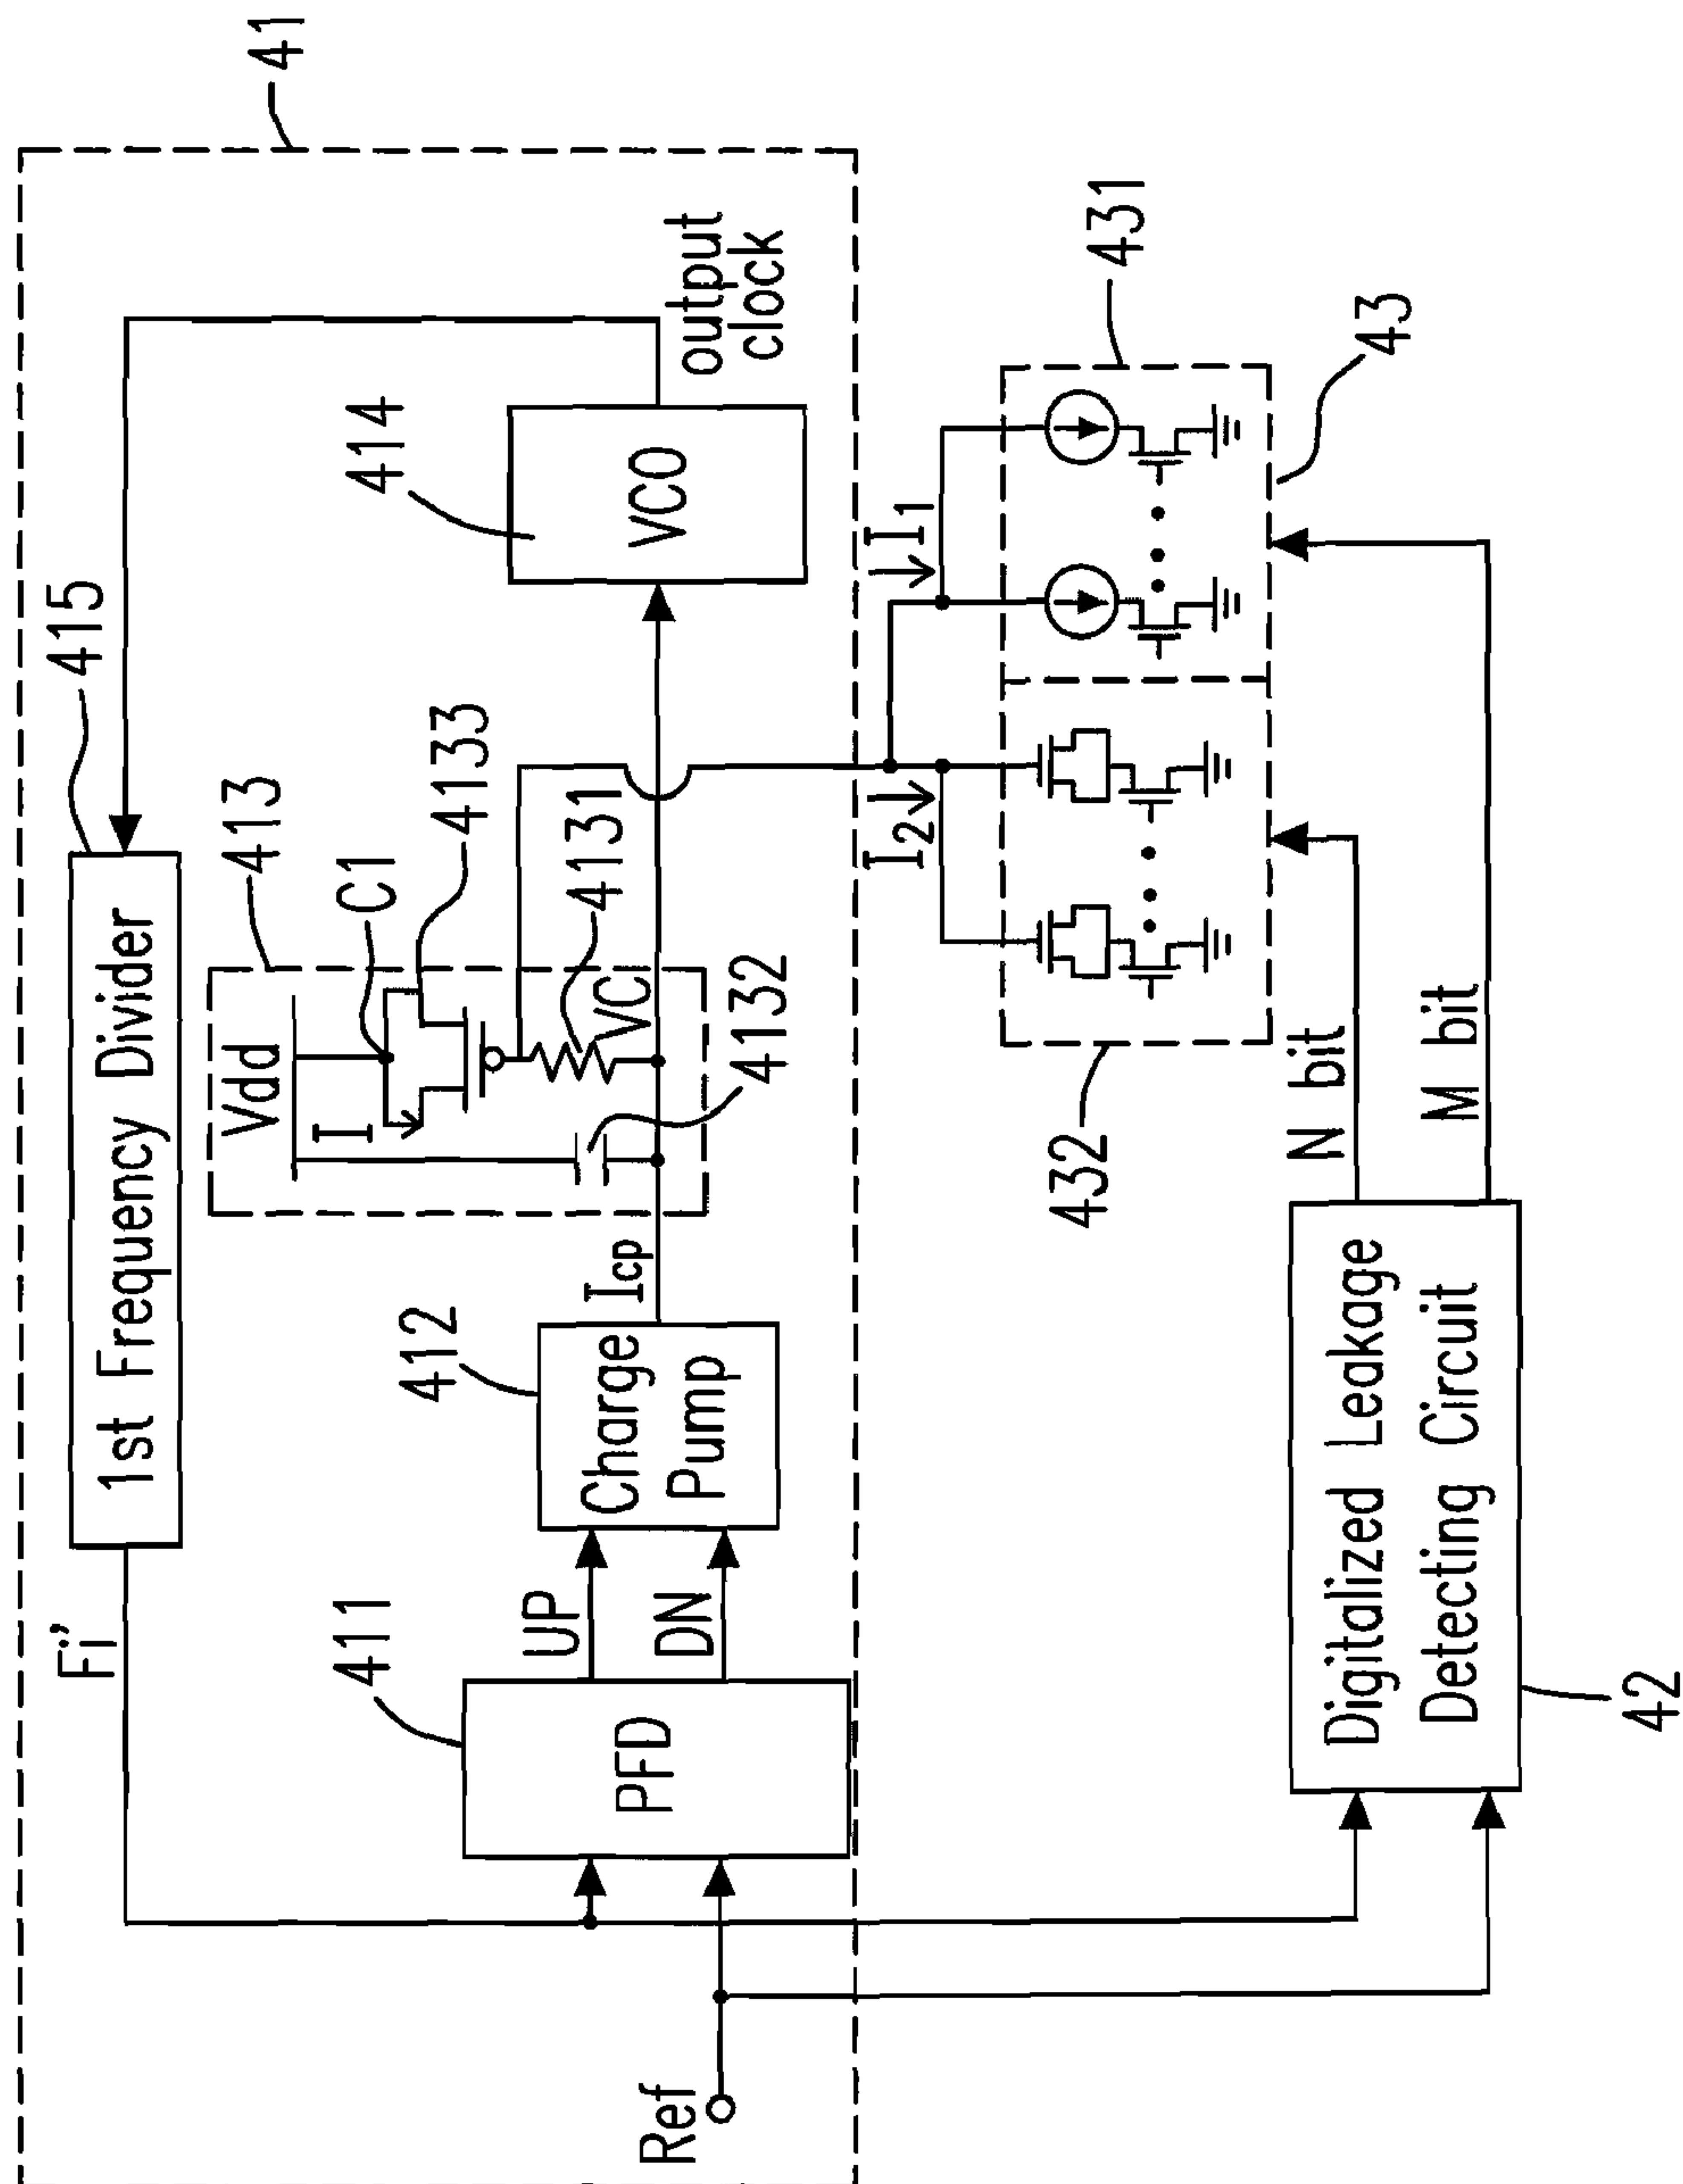 41
415
1st Frequency Divider
Fi'
413
Vdd
C1
I
4133
414
VCO
output
clock
4131
VC
4132
412
Charge
Pump
Icp
411
PFD
UP
DN
Ref
I1
I2
431
43
432
N bit
M bit
Digitalized Leakage
Detecting Circuit
42